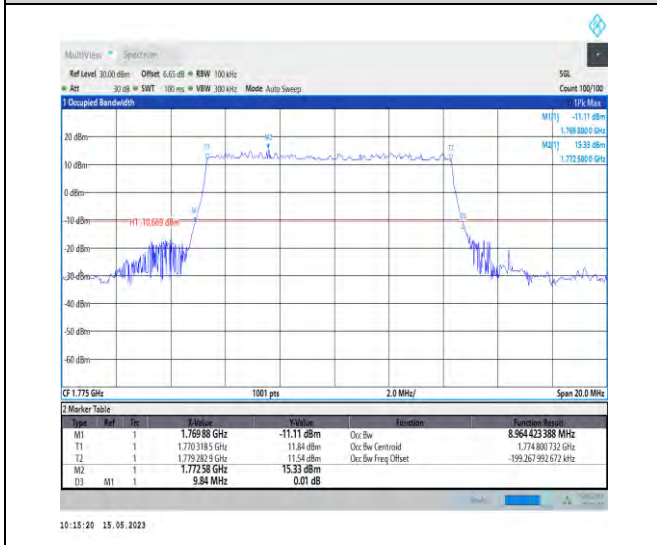 MultiView Spectrum
Ref Level 30.00 dBm Offset 6.65 dB RBW 100 kHz SGL
Att 30 dB SWT 100 ms VBW 300 kHz Mode Auto Sweep Count 100/100
1 Occupied Bandwidth 1Pk Max
M1[1] -11.11 dBm
1.769 880 0 GHz
M2[1] 15.33 dBm
1.772 580 0 GHz
20 dBm
T1 M2 T2
10 dBm
0 dBm
M1
-10 dBm
H1 -10.669 dBm
-20 dBm
-30 dBm
-40 dBm
-50 dBm
-60 dBm
CF 1.775 GHz 1001 pts 2.0 MHz/ Span 20.0 MHz
2 Marker Table
Type Ref Trc X-Value Y-Value Function Function Result
M1 1 1.769 88 GHz -11.11 dBm Occ Bw 8.964 423 388 MHz
T1 1 1.770 318 5 GHz 11.84 dBm Occ Bw Centroid 1.774 800 732 GHz
T2 1 1.779 282 9 GHz 11.54 dBm Occ Bw Freq Offset -199.267 992 672 kHz
M2 1 1.772 58 GHz 15.33 dBm
D3 M1 1 9.84 MHz 0.01 dB
10:15:20 15.05.2023